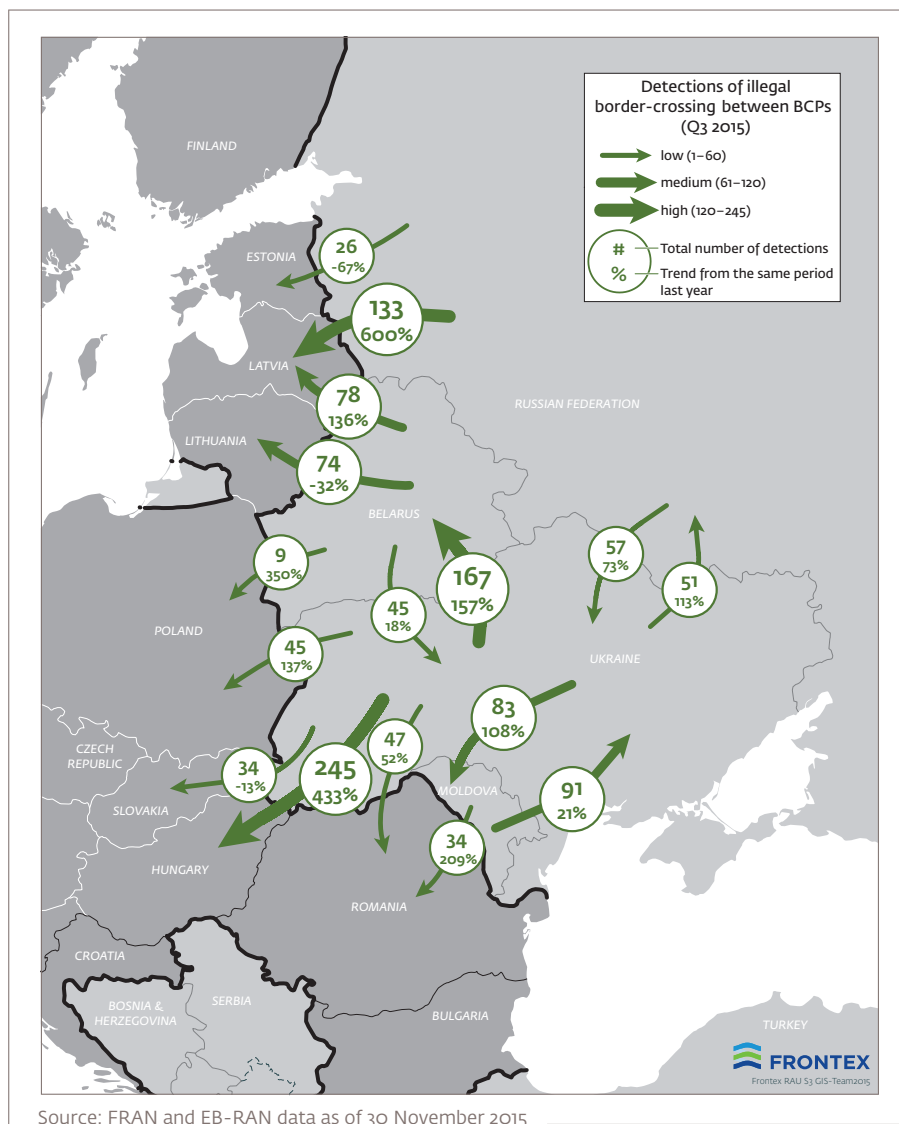 Detections of illegal
border-crossing between BCPs
(Q3 2015)
low (1–60)
medium (61–120)
high (120–245)
# Total number of detections
% Trend from the same period
last year
FINLAND
ESTONIA
26
-67%
133
600%
LATVIA
78
136%
RUSSIAN FEDERATION
LITHUANIA
74
-32%
BELARUS
9
350%
57
73%
167
157%
51
113%
45
18%
POLAND
45
137%
UKRAINE
83
108%
47
52%
CZECH
REPUBLIC
34
-13%
245
433%
MOLDOVA
91
21%
SLOVAKIA
34
209%
HUNGARY
ROMANIA
CROATIA
BOSNIA &
HERZEGOVINA
SERBIA
BULGARIA
TURKEY
FRONTEX
Frontex RAU S3 GIS-Team2015
Source: FRAN and EB-RAN data as of 30 November 2015